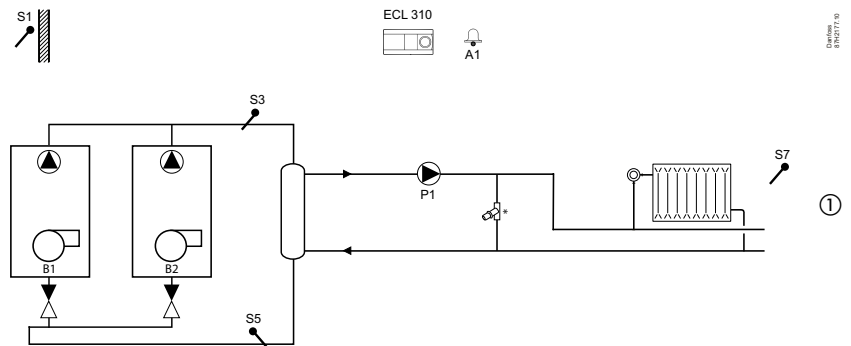 S1
ECL 310
A1
Danfoss
87H2177.10
S3
S7
P1
*
①
B1
B2
S5